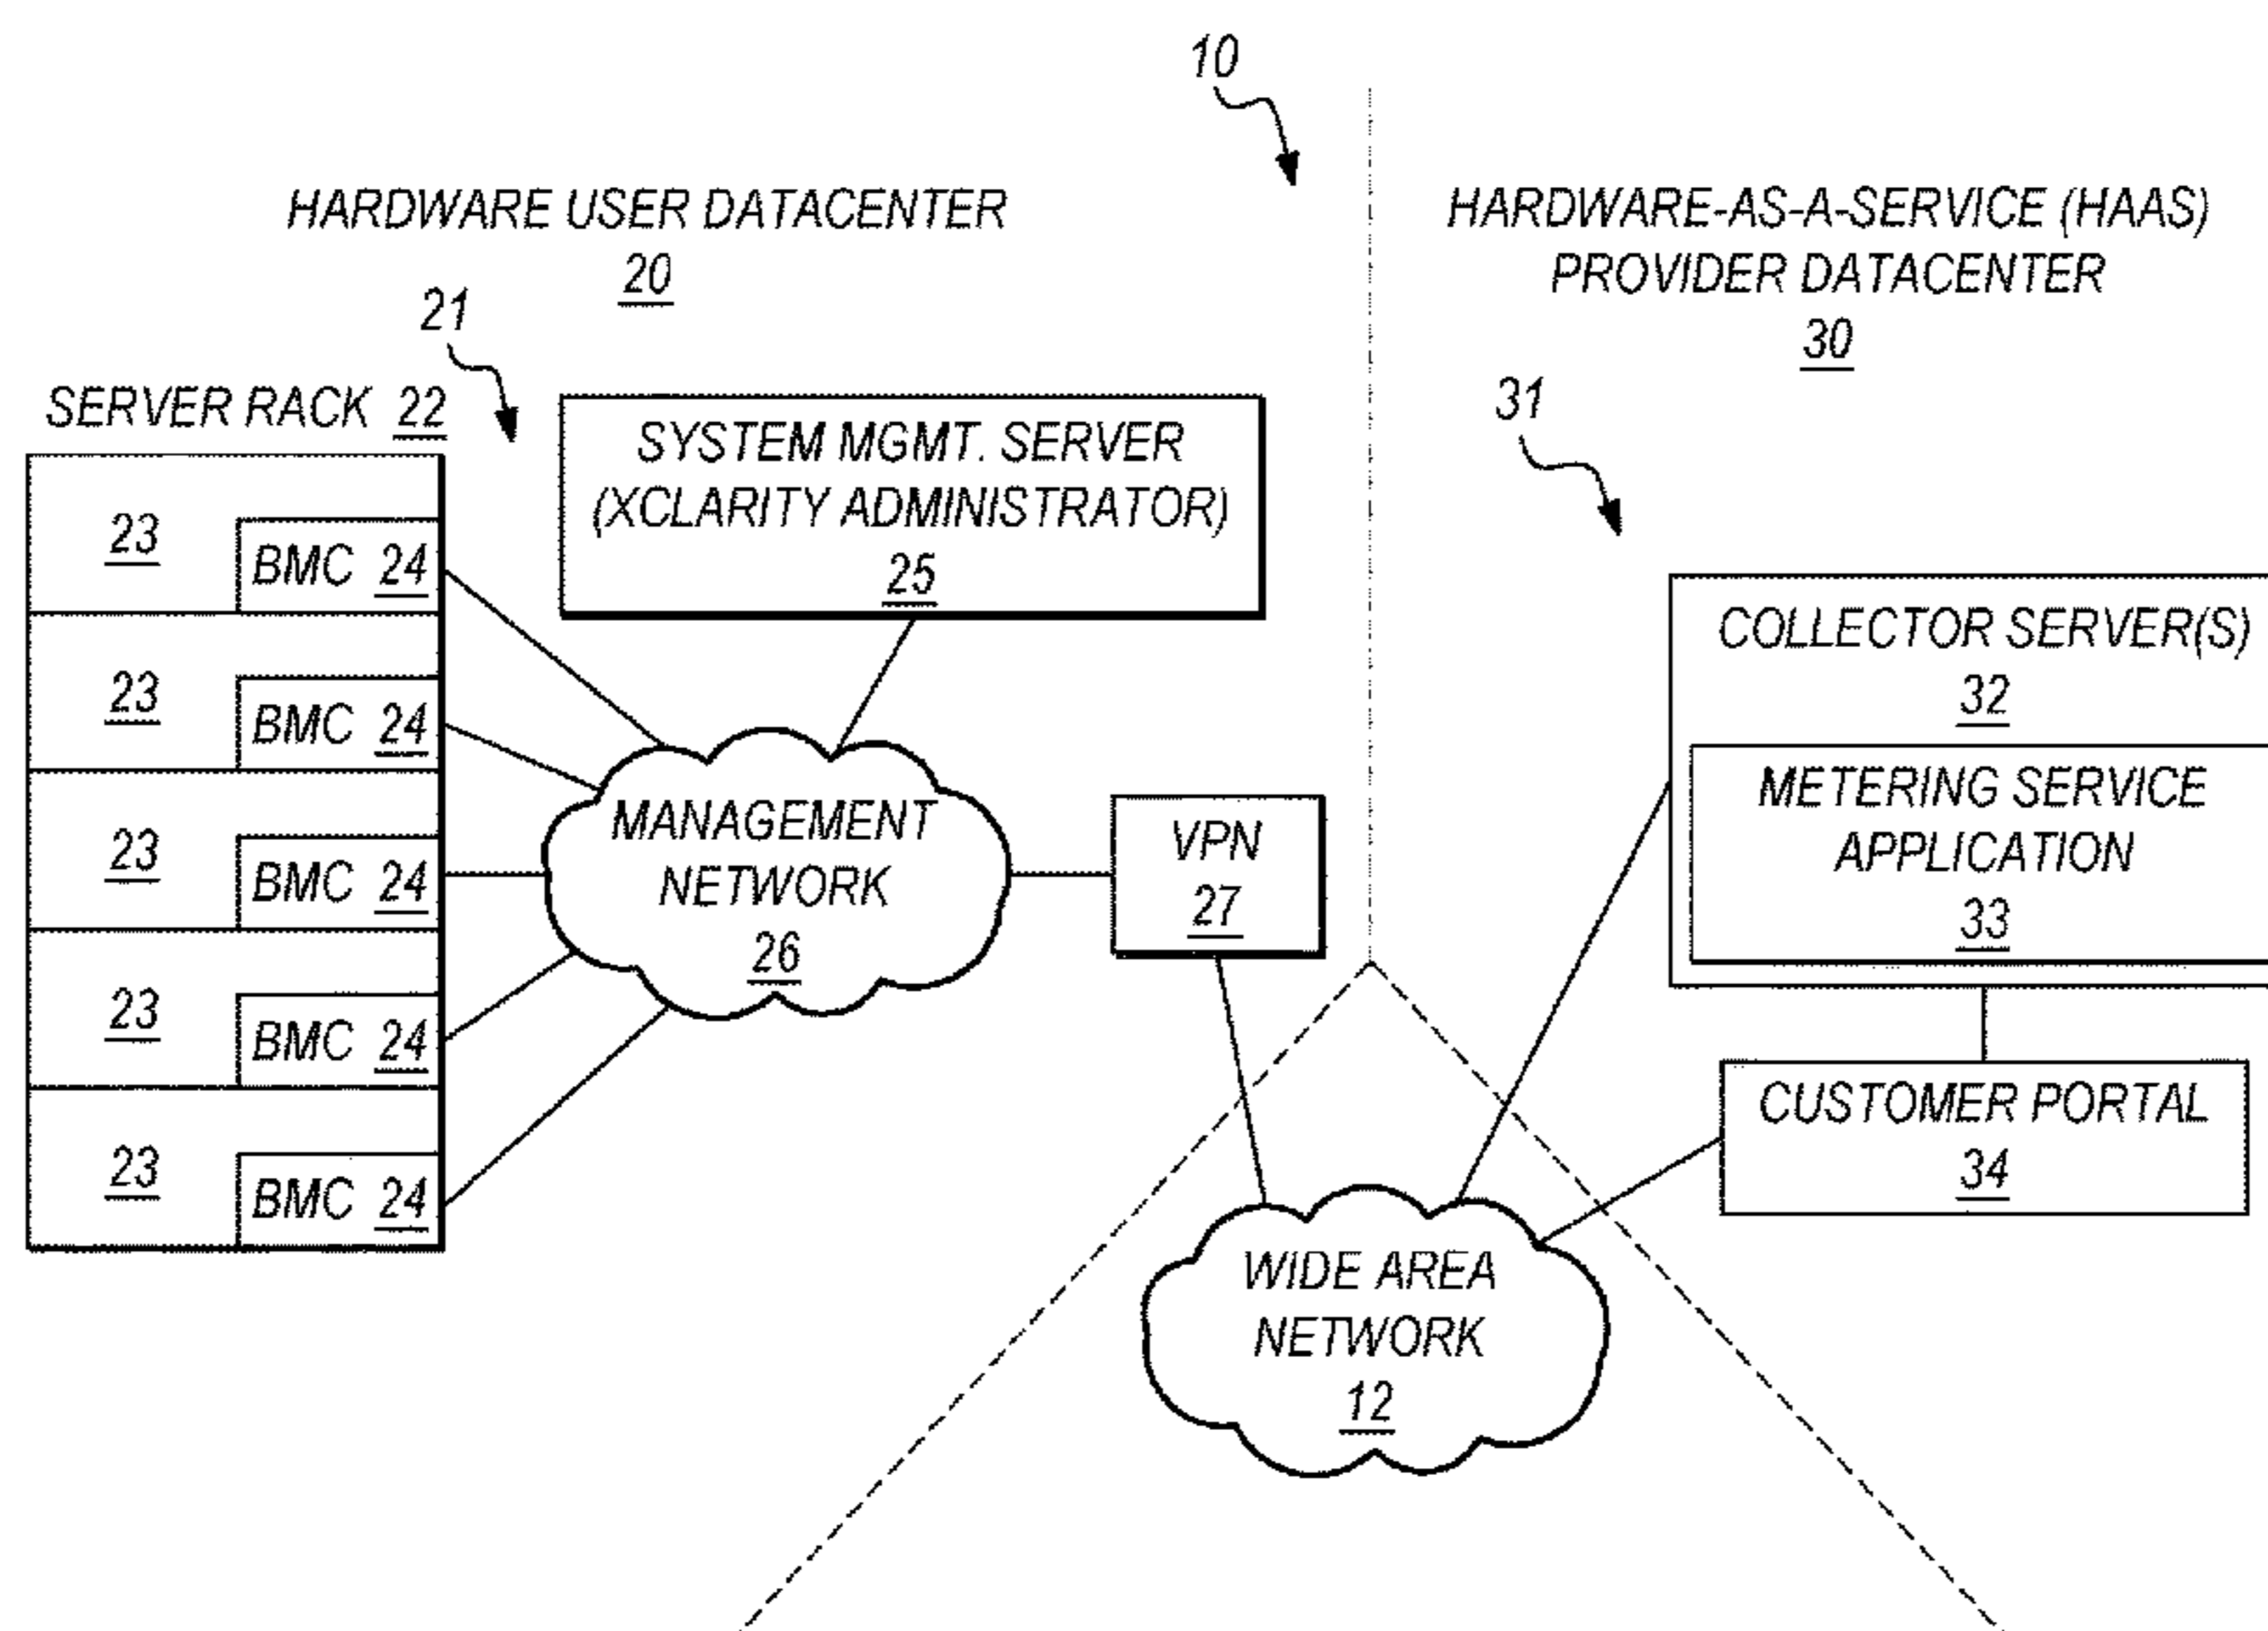 10
HARDWARE USER DATACENTER
20
21
SERVER RACK 22
SYSTEM MGMT. SERVER
(XCLARITY ADMINISTRATOR)
25
23
BMC 24
23
BMC 24
23
BMC 24
23
BMC 24
23
BMC 24
MANAGEMENT
NETWORK
26
VPN
27
HARDWARE-AS-A-SERVICE (HAAS)
PROVIDER DATACENTER
30
31
COLLECTOR SERVER(S)
32
METERING SERVICE
APPLICATION
33
CUSTOMER PORTAL
34
WIDE AREA
NETWORK
12